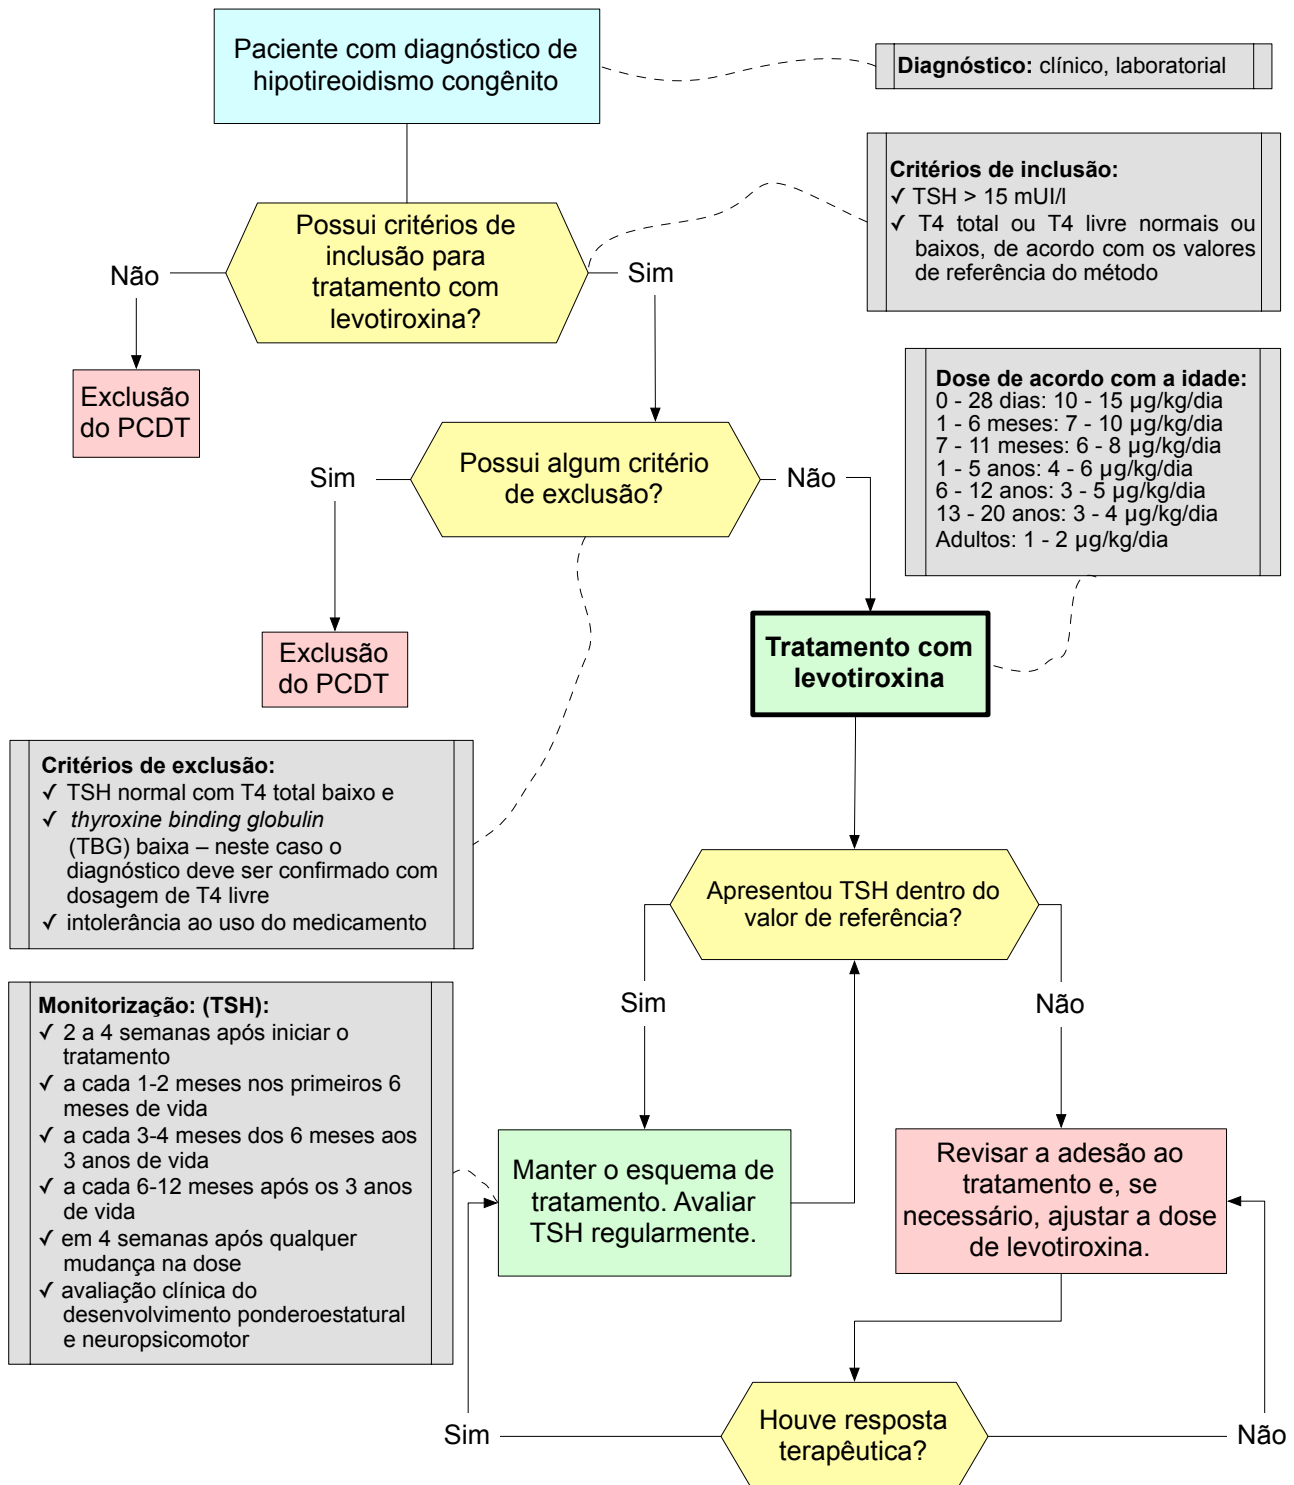 Paciente com diagnóstico de
hipotireoidismo congênito
Diagnóstico: clínico, laboratorial
Critérios de inclusão:
✓ TSH > 15 mUI/l
✓ T4 total ou T4 livre normais ou
baixos, de acordo com os valores
de referência do método
Possui critérios de
inclusão para
tratamento com
levotiroxina?
Não
Sim
Exclusão
do PCDT
Dose de acordo com a idade:
0 - 28 dias: 10 - 15 µg/kg/dia
1 - 6 meses: 7 - 10 µg/kg/dia
7 - 11 meses: 6 - 8 µg/kg/dia
1 - 5 anos: 4 - 6 µg/kg/dia
6 - 12 anos: 3 - 5 µg/kg/dia
13 - 20 anos: 3 - 4 µg/kg/dia
Adultos: 1 - 2 µg/kg/dia
Possui algum critério
de exclusão?
Sim
Não
Exclusão
do PCDT
Tratamento com
levotiroxina
Critérios de exclusão:
✓ TSH normal com T4 total baixo e
✓ thyroxine binding globulin
(TBG) baixa – neste caso o
diagnóstico deve ser confirmado com
dosagem de T4 livre
✓ intolerância ao uso do medicamento
Apresentou TSH dentro do
valor de referência?
Sim
Não
Monitorização: (TSH):
✓ 2 a 4 semanas após iniciar o
tratamento
✓ a cada 1-2 meses nos primeiros 6
meses de vida
✓ a cada 3-4 meses dos 6 meses aos
3 anos de vida
✓ a cada 6-12 meses após os 3 anos
de vida
✓ em 4 semanas após qualquer
mudança na dose
✓ avaliação clínica do
desenvolvimento ponderoestatural
e neuropsicomotor
Manter o esquema de
tratamento. Avaliar
TSH regularmente.
Revisar a adesão ao
tratamento e, se
necessário, ajustar a dose
de levotiroxina.
Houve resposta
terapêutica?
Sim
Não